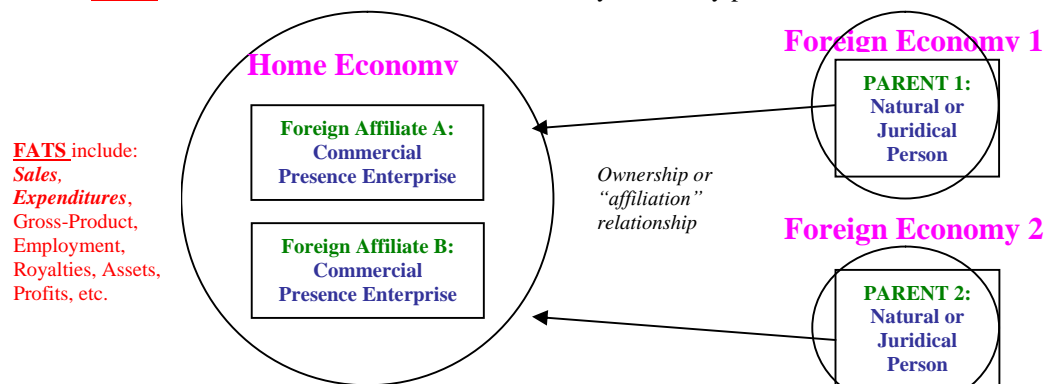 Foreign Economy 1
Home Economy
PARENT 1:
Natural or
Juridical
Person
Foreign Affiliate A:
Commercial
Presence Enterprise
FATS include:
Sales,
Expenditures,
Gross-Product,
Employment,
Royalties, Assets,
Profits, etc.
Ownership or
“affiliation”
relationship
Foreign Economy 2
Foreign Affiliate B:
Commercial
Presence Enterprise
PARENT 2:
Natural or
Juridical
Person